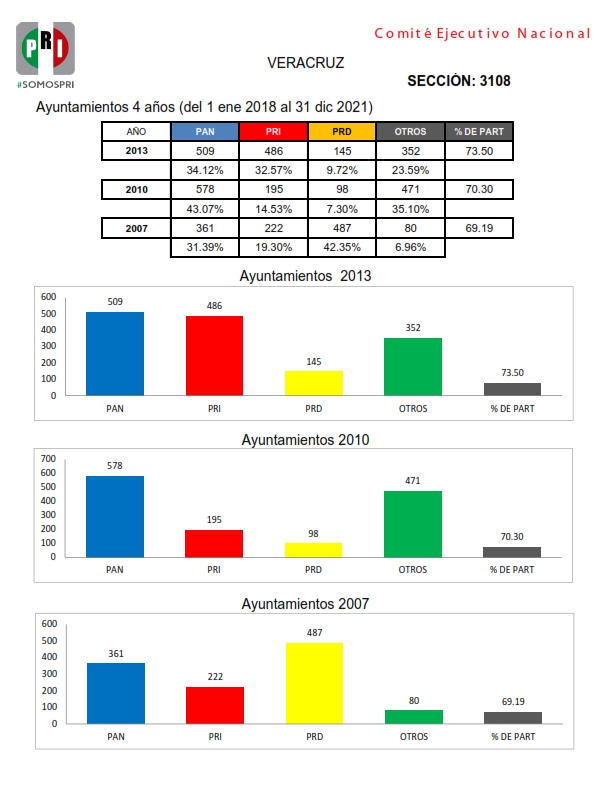 Comité Ejecutivo Nacional
PRI
#SOMOSPRI
VERACRUZ
SECCIÓN: 3108
Ayuntamientos 4 años (del 1 ene 2018 al 31 dic 2021)
AÑO PAN PRI PRD OTROS % DE PART
2013 509 486 145 352 73.50
34.12% 32.57% 9.72% 23.59%
2010 578 195 98 471 70.30
43.07% 14.53% 7.30% 35.10%
2007 361 222 487 80 69.19
31.39% 19.30% 42.35% 6.96%
Ayuntamientos 2013
600
500
400
300
200
100
0
509 486 145 352 73.50
PAN PRI PRD OTROS % DE PART
Ayuntamientos 2010
700
600
500
400
300
200
100
0
578 195 98 471 70.30
PAN PRI PRD OTROS % DE PART
Ayuntamientos 2007
600
500
400
300
200
100
0
361 222 487 80 69.19
PAN PRI PRD OTROS % DE PART